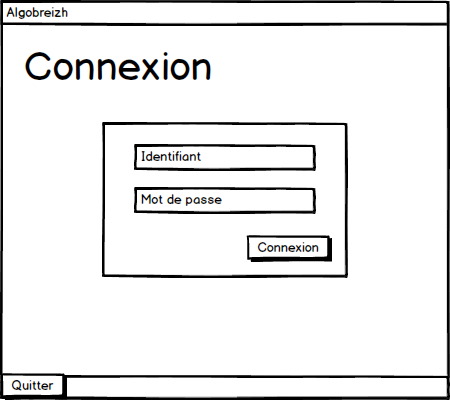 Algobreizh
Connexion
Identifiant
Mot de passe
Connexion
Quitter